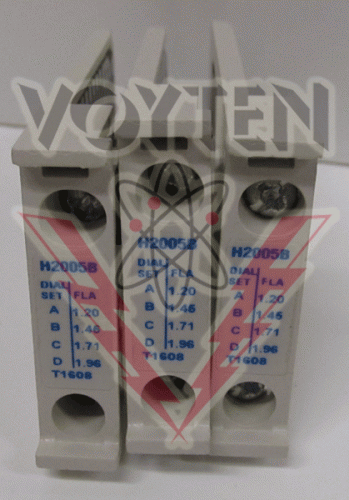 VOYTEN
H2005B
DIAL SET FLA
A 1.20
B 1.45
C 1.71
D 1.96
T1608
H2005B
DIAL SET FLA
A 1.20
B 1.45
C 1.71
D 1.96
T1608
H2005B
DIAL SET FLA
A 1.20
B 1.45
C 1.71
D 1.96
T1608